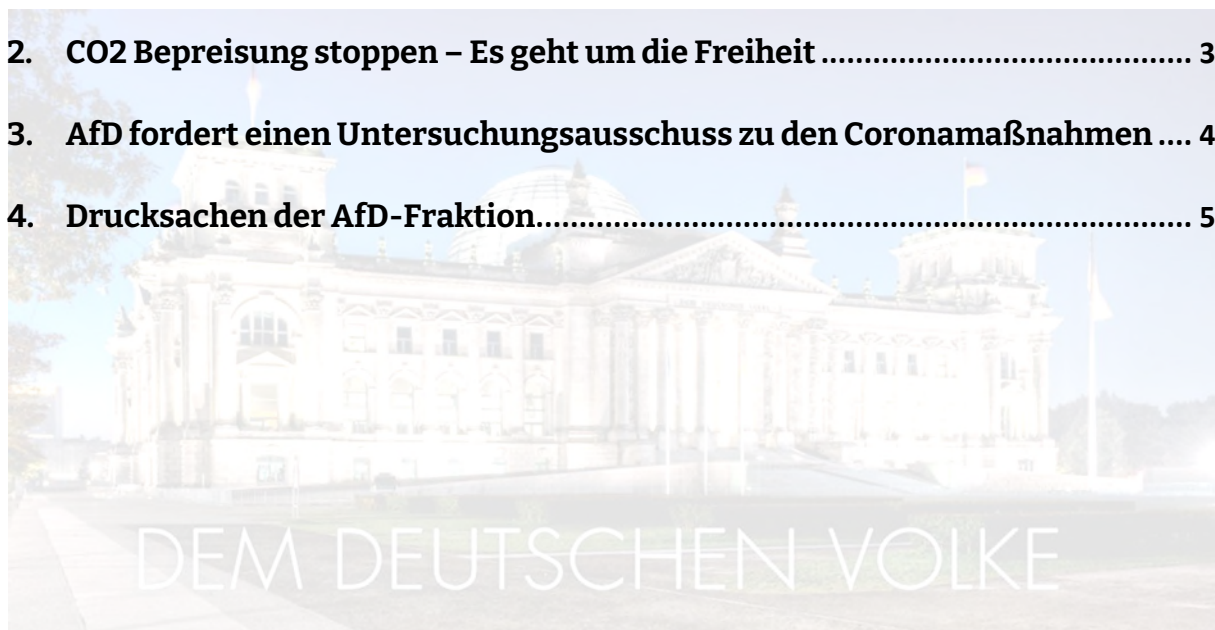 2. CO2 Bepreisung stoppen – Es geht um die Freiheit ........................................ 3
3. AfD fordert einen Untersuchungsausschuss zu den Coronamaßnahmen .... 4
4. Drucksachen der AfD-Fraktion....................................................................... 5
DEM DEUTSCHEN VOLKE